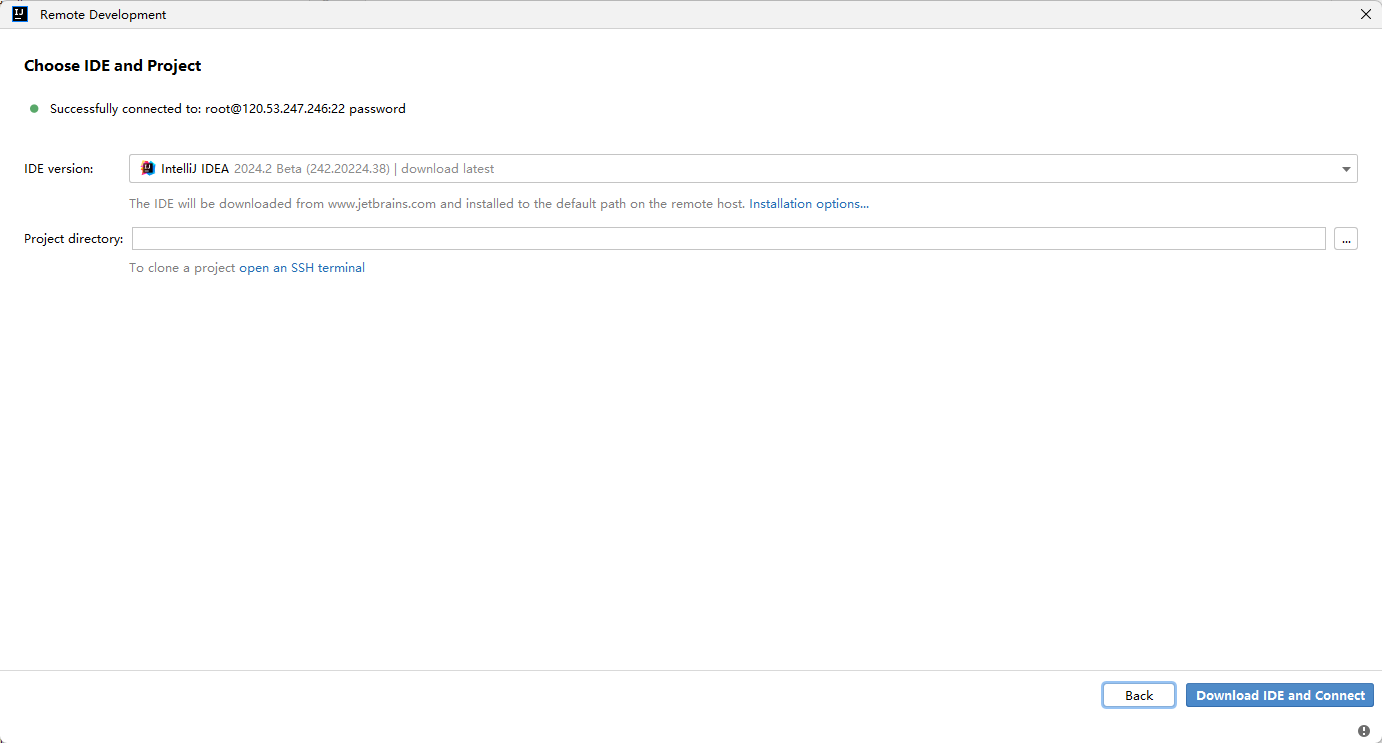 Remote Development
Choose IDE and Project
Successfully connected to: root@120.53.247.246:22 password
IDE version: IntelliJ IDEA 2024.2 Beta (242.20224.38) | download latest
The IDE will be downloaded from www.jetbrains.com and installed to the default path on the remote host. Installation options...
Project directory: ...
To clone a project open an SSH terminal
Back Download IDE and Connect